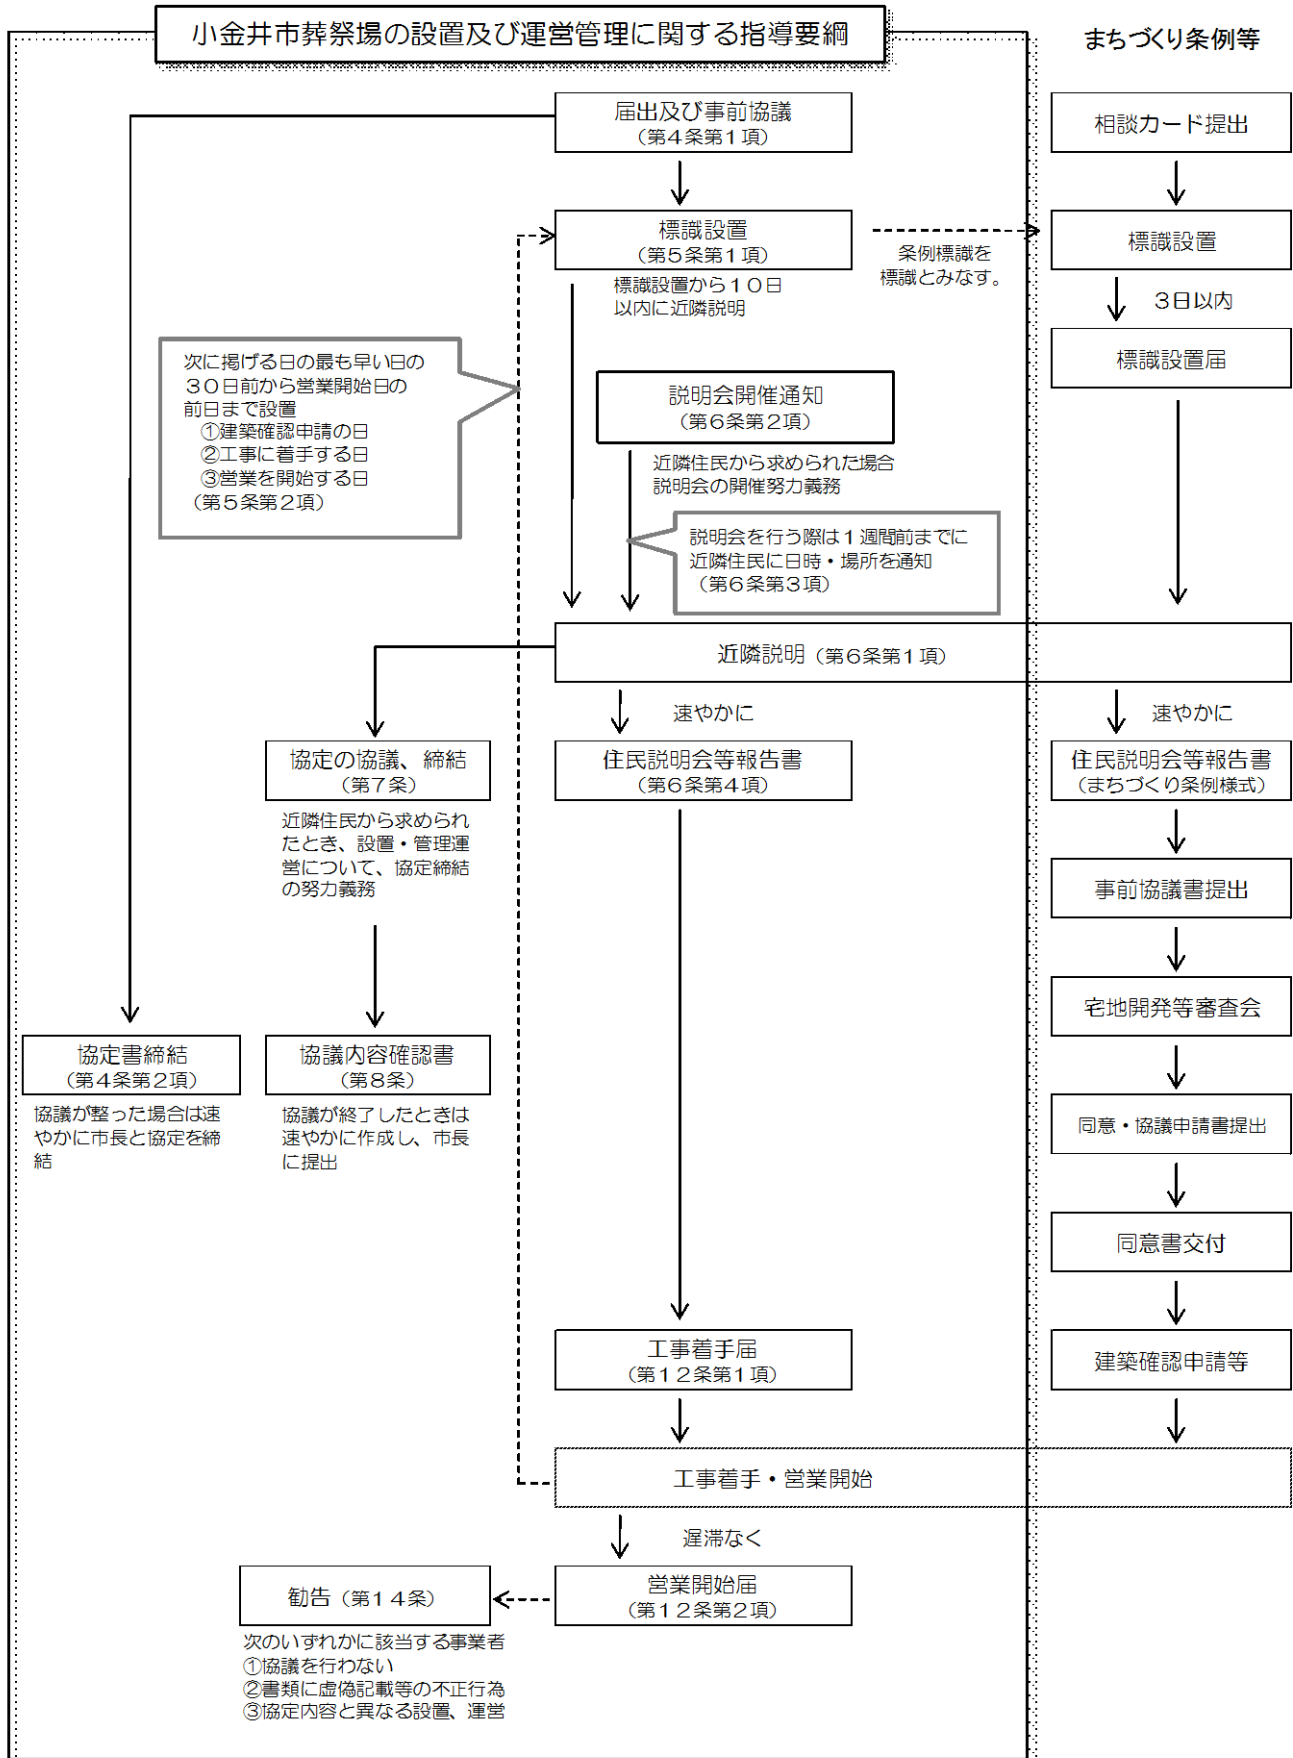 小金井市葬祭場の設置及び運営管理に関する指導要綱
まちづくり条例等
届出及び事前協議
（第４条第１項）
相談カード提出
標識設置
（第５条第１項）
条例標識を
標識とみなす。
標識設置
標識設置から１０日
以内に近隣説明
３日以内
標識設置届
次に掲げる日の最も早い日の
３０日前から営業開始日の
前日まで設置
①建築確認申請の日
②工事に着手する日
③営業を開始する日
（第５条第２項）
説明会開催通知
（第６条第２項）
近隣住民から求められた場合
説明会の開催努力義務
説明会を行う際は１週間前までに
近隣住民に日時・場所を通知
（第６条第３項）
近隣説明（第６条第１項）
速やかに
速やかに
協定の協議、締結
（第７条）
近隣住民から求められ
たとき、設置・管理運
営について、協定締結
の努力義務
住民説明会等報告書
（第６条第４項）
住民説明会等報告書
（まちづくり条例様式）
事前協議書提出
宅地開発等審査会
協定書締結
（第４条第２項）
協議が整った場合は速
やかに市長と協定を締
結
協議内容確認書
（第８条）
協議が終了したときは
速やかに作成し、市長
に提出
同意・協議申請書提出
同意書交付
工事着手届
（第１２条第１項）
建築確認申請等
工事着手・営業開始
遅滞なく
勧告（第１４条）
営業開始届
（第１２条第２項）
次のいずれかに該当する事業者
①協議を行わない
②書類に虚偽記載等の不正行為
③協定内容と異なる設置、運営